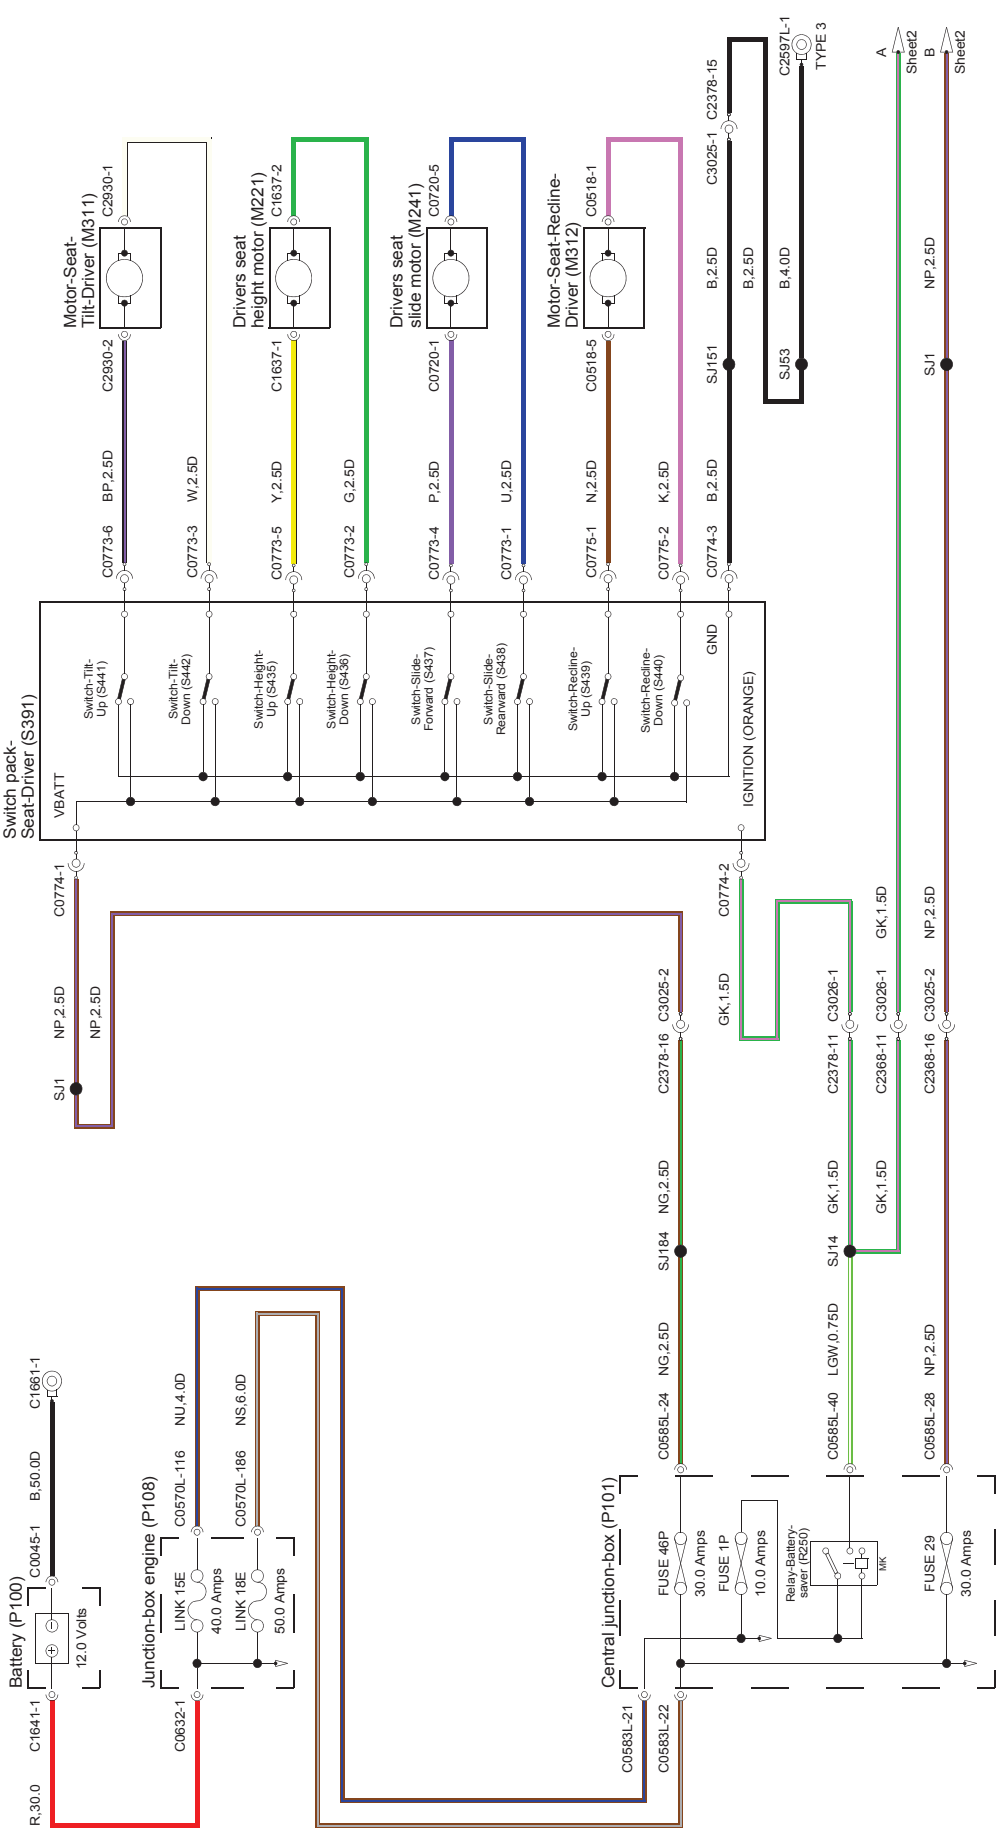 Battery (P100)
12.0 Volts
C1641-1
R,30.0
C0045-1
B,50.0D
C1661-1
Junction-box engine (P108)
C0632-1
LINK 15E
40.0 Amps
LINK 18E
50.0 Amps
C0570L-116
NU,4.0D
C0570L-186
NS,6.0D
Central junction-box (P101)
C0583L-21
C0583L-22
FUSE 46P
30.0 Amps
FUSE 1P
10.0 Amps
Relay-Battery-
saver (R250)
MK
FUSE 29
30.0 Amps
C0585L-24
NG,2.5D
SJ184
NG,2.5D
C2378-16
C3025-2
C0585L-40
LGW,0.75D
SJ14
GK,1.5D
C2378-11
C3026-1
GK,1.5D
C2368-11
C3026-1
GK,1.5D
A
Sheet2
C0585L-28
NP,2.5D
C2368-16
C3025-2
NP,2.5D
SJ1
NP,2.5D
B
Sheet2
SJ1
NP,2.5D
NP,2.5D
C0774-1
GK,1.5D
C0774-2
Switch pack-
Seat-Driver (S391)
VBATT
IGNITION (ORANGE)
GND
Switch-Tilt-
Up (S441)
Switch-Tilt-
Down (S442)
Switch-Height-
Up (S435)
Switch-Height-
Down (S436)
Switch-Slide-
Forward (S437)
Switch-Slide-
Rearward (S438)
Switch-Recline-
Up (S439)
Switch-Recline-
Down (S440)
C0773-6
BP,2.5D
C2930-2
Motor-Seat-
Tilt-Driver (M311)
C2930-1
C0773-3
W,2.5D
C0773-5
Y,2.5D
C1637-1
Drivers seat
height motor (M221)
C1637-2
C0773-2
G,2.5D
C0773-4
P,2.5D
C0720-1
Drivers seat
slide motor (M241)
C0720-5
C0773-1
U,2.5D
C0775-1
N,2.5D
C0518-5
Motor-Seat-Recline-
Driver (M312)
C0518-1
C0775-2
K,2.5D
C0774-3
B,2.5D
SJ151
B,2.5D
C3025-1
C2378-15
B,2.5D
SJ53
B,4.0D
C2597L-1
TYPE 3